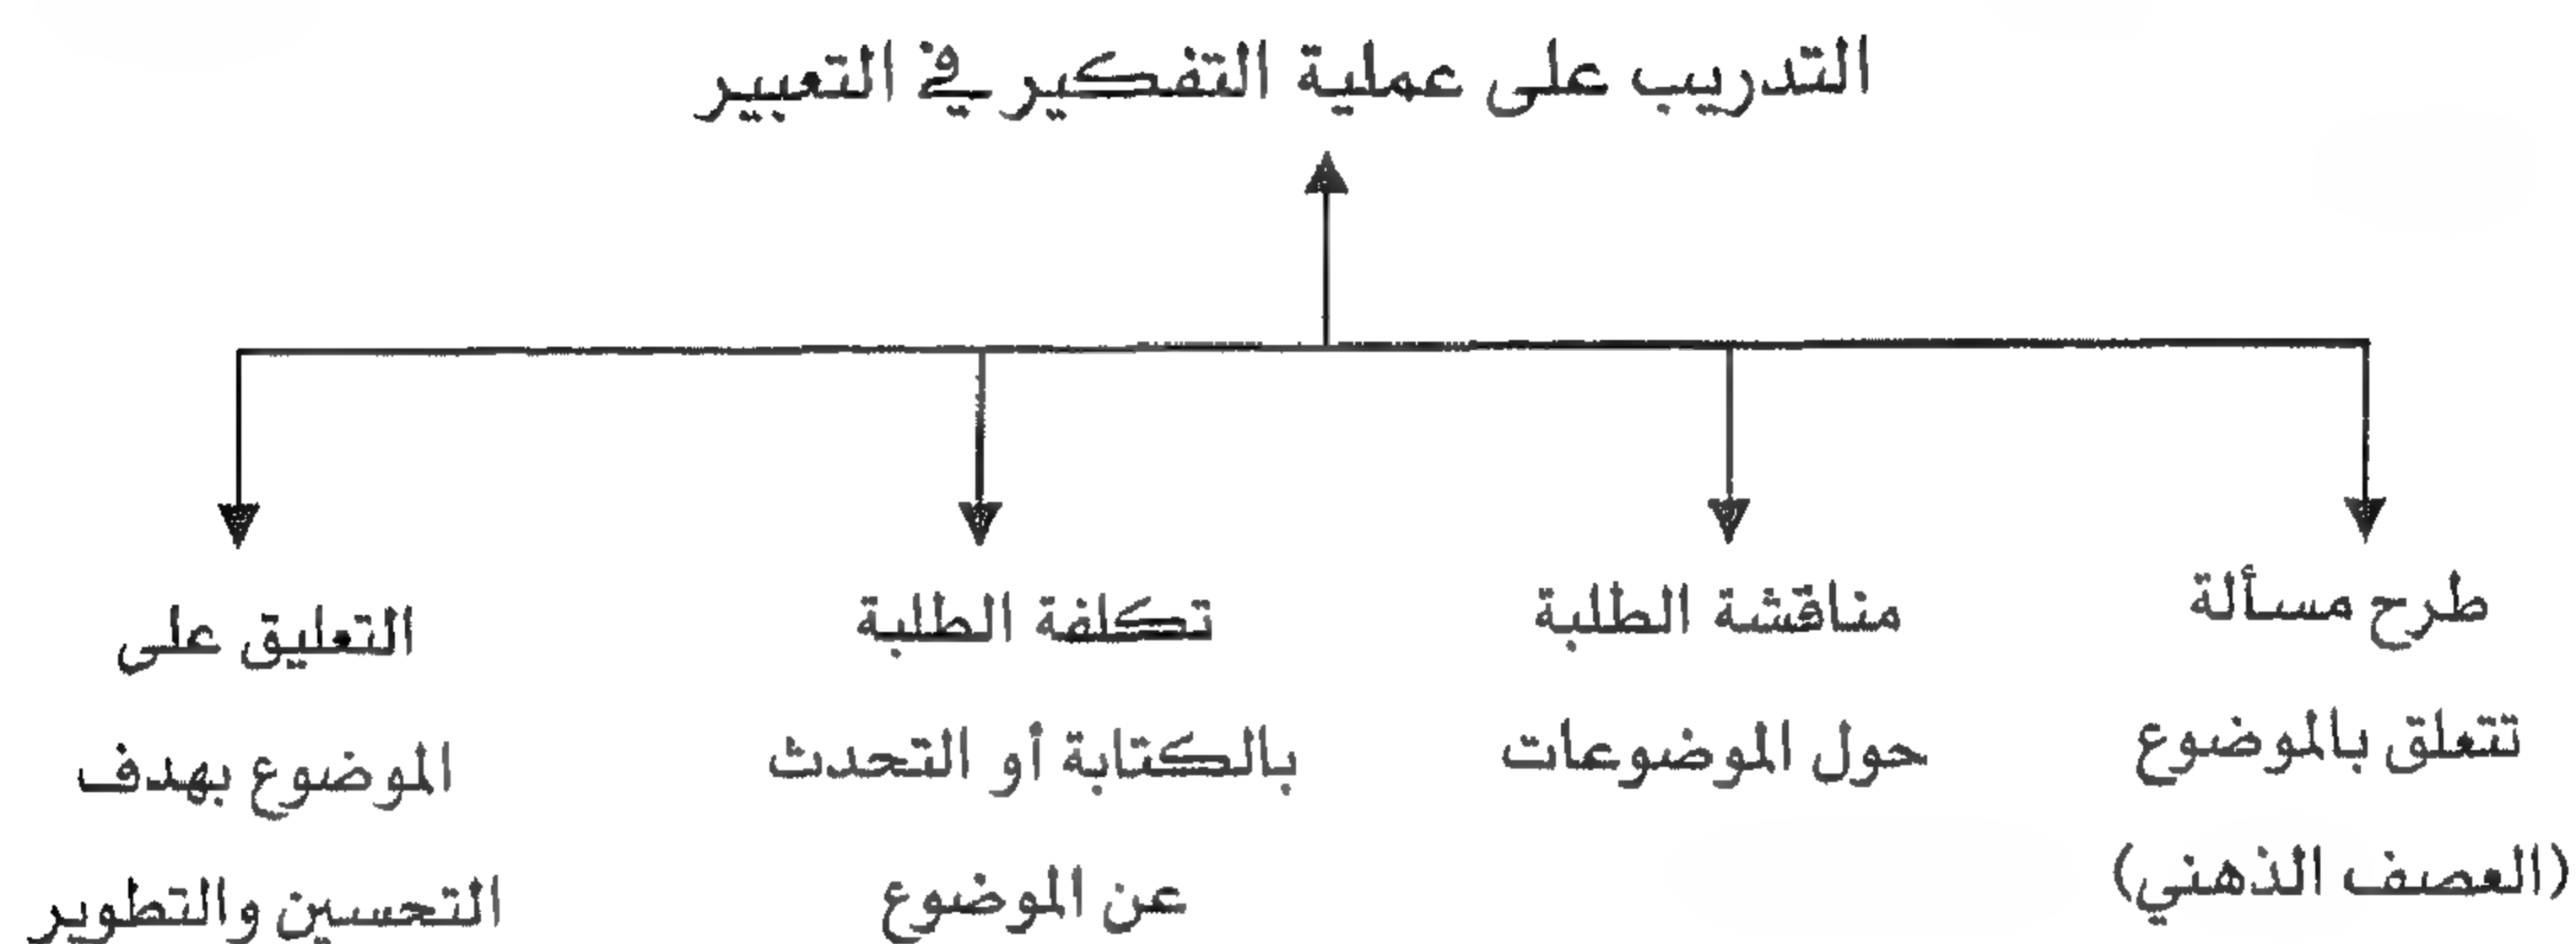 التدريب على عملية التفكير في التعبير
طرح مسألة
تتعلق بالموضوع
(العصف الذهني)
مناقشة الطلبة
حول الموضوعات
تكلفة الطلبة
بالكتابة أو التحدث
عن الموضوع
التعليق على
الموضوع بهدف
التحسين والتطوير